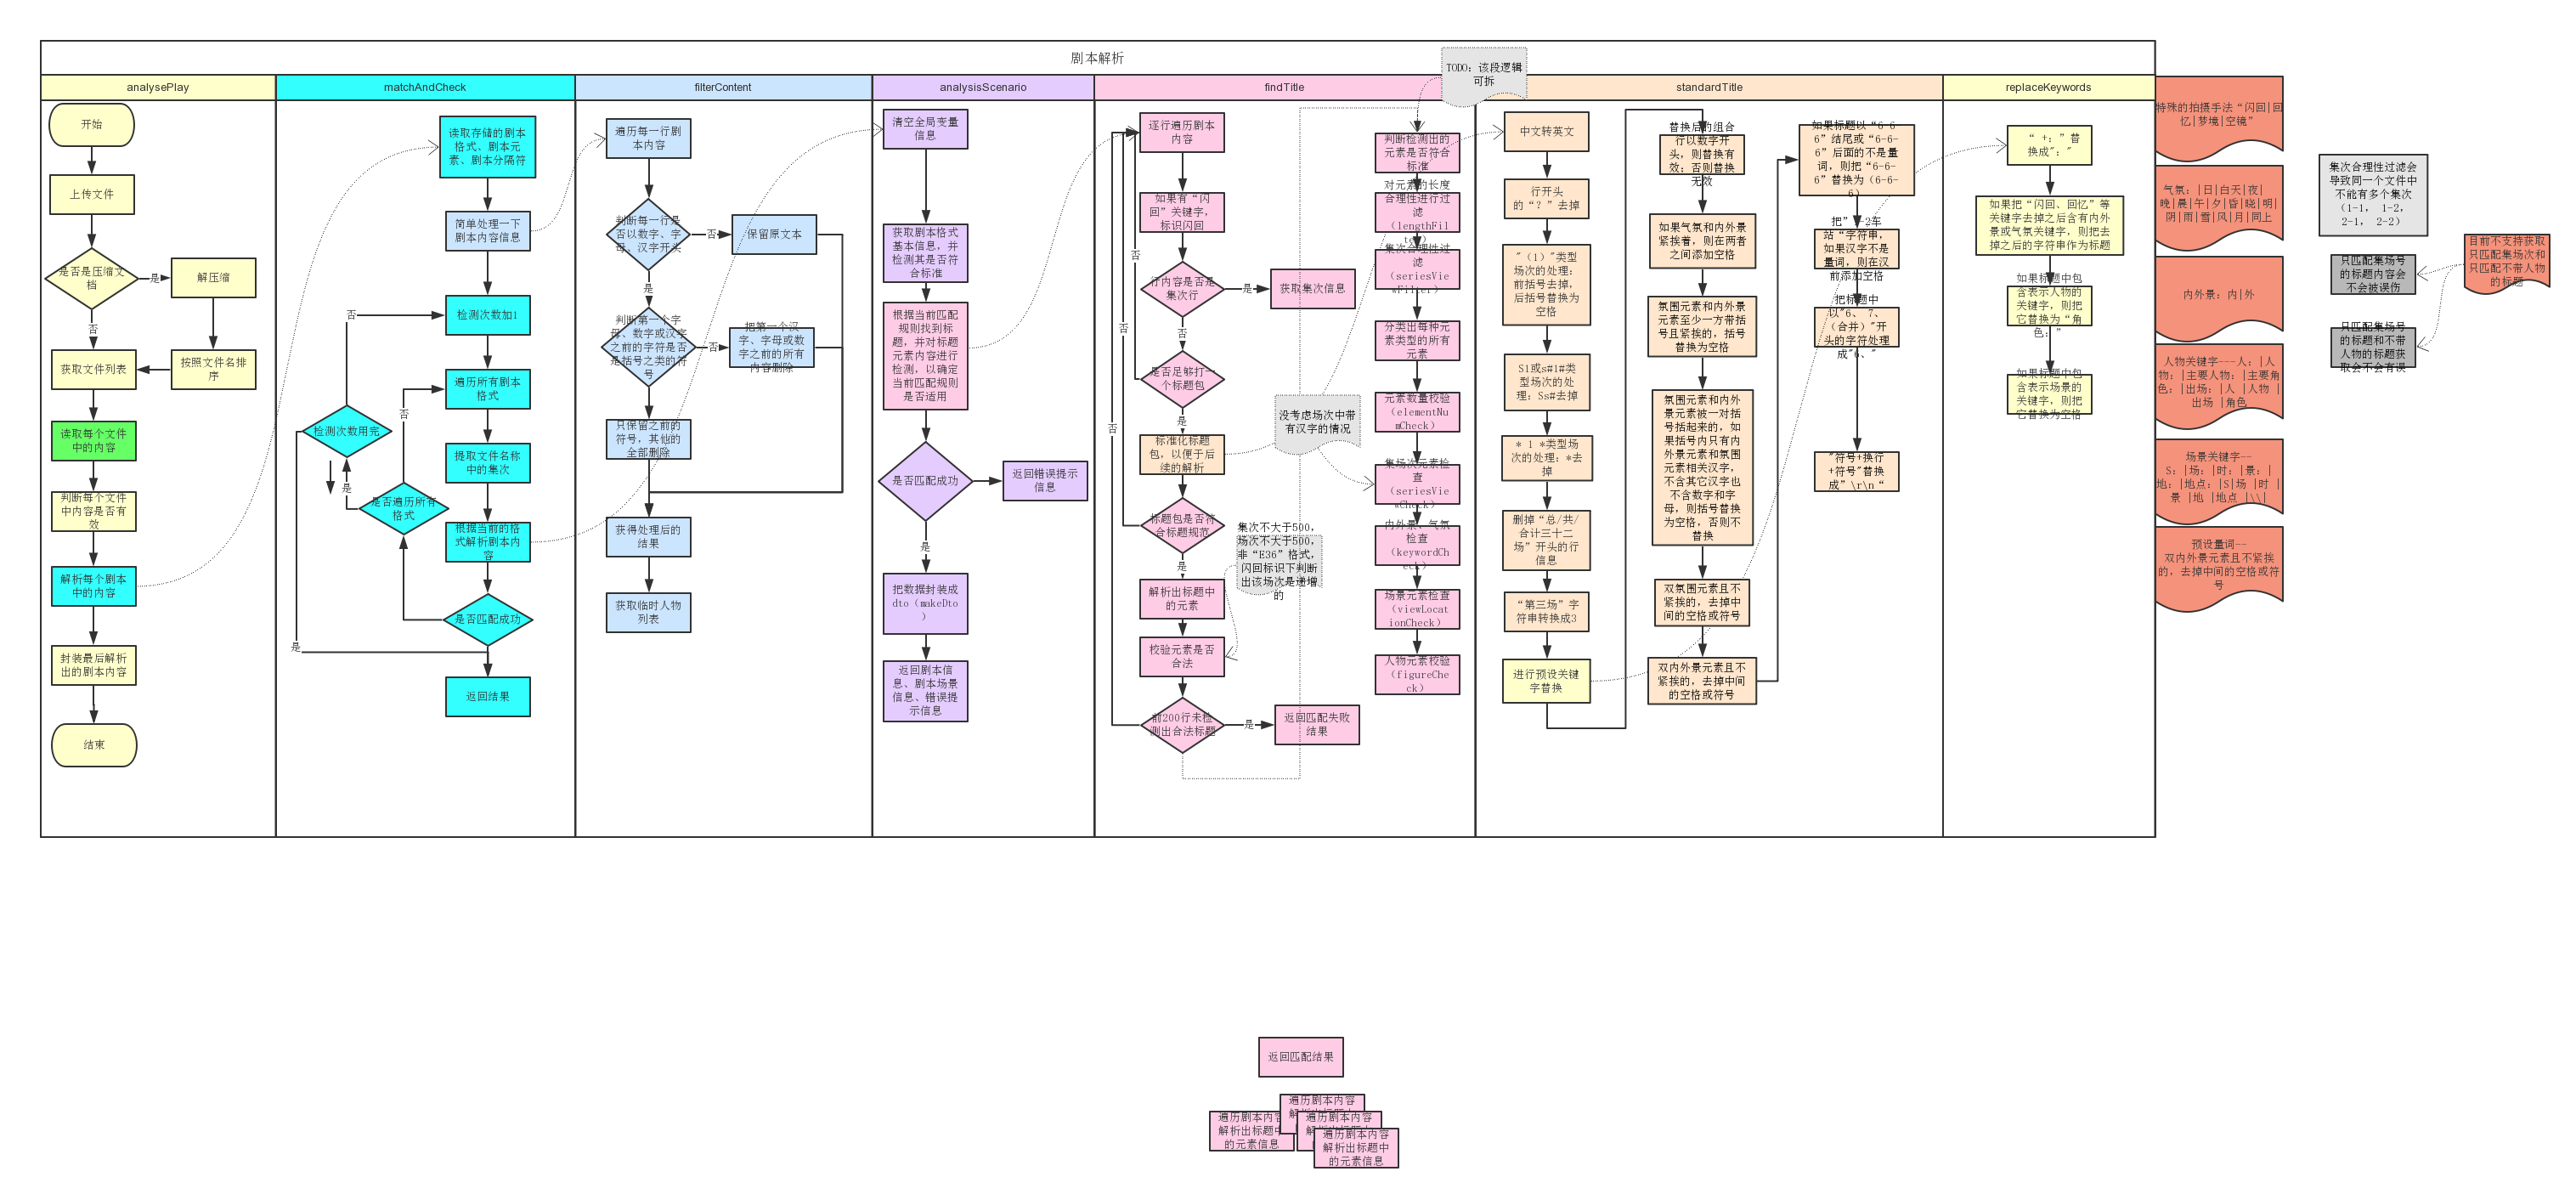 剧本解析
analysePlay
matchAndCheck
filterContent
analysisScenario
findTitle
standardTitle
replaceKeywords
TODO：该段逻辑
可拆
开始
上传文件
是否是压缩文
档
是
解压缩
否
获取文件列表
按照文件名排
序
读取每个文件
中的内容
判断每个文件
中内容是否有
效
解析每个剧本
中的内容
封装最后解析
出的剧本内容
结束
读取存储的剧本
格式、剧本元
素、剧本分隔符
简单处理一下
剧本内容信息
检测次数加1
否
遍历所有剧本
格式
否
检测次数用完
提取文件名称
中的集次
是
是否遍历所有
格式
根据当前的格
式解析剧本内
容
是否匹配成功
是
返回结果
遍历每一行剧
本内容
判断每一行是
否以数字、字
母、汉字开头
否
保留原文本
是
判断第一个字
母、数字或汉字
之前的字符是否
是括号之类的符
号
否
把第一个汉
字、字母或数
字之前的所有
内容删除
只保留之前的
符号，其他的
全部删除
获得处理后的
结果
获取临时人物
列表
清空全局变量
信息
获取剧本格式
基本信息，并
检测其是否符
合标准
根据当前匹配
规则找到标
题，并对标题
元素内容进行
检测，以确定
当前匹配规则
是否适用
是否匹配成功
返回错误提示
信息
是
把数据封装成
dto（makeDto
）
返回剧本信
息、剧本场景
信息、错误提
示信息
逐行遍历剧本
内容
如果有“闪
回”关键字，
标识闪回
否
行内容是否是
集次行
是
获取集次信息
否
否
是否足够打一
个标题包
是
否
标准化标题
包，以便于后
续的解析
标题包是否符
合标题规范
是
解析出标题中
的元素
校验元素是否
合法
前200行未检
测出合法标题
是
返回匹配失败
结果
没考虑场次中带
有汉字的情况
集次不大于500，
场次不大于500，
非“E36”格式，
闪回标识下判断
出该场次是递增
的
判断检测出的
元素是否符合
标准
对元素的长度
合理性进行过
滤
（lengthFil
ter）
集次合理性过
滤
（seriesVie
wFilter）
分类出每种元
素类型的所有
元素
元素数量校验
（elementNu
mCheck）
集场次元素检
查
（seriesVie
wCheck）
内外景、气氛
检查
（keywordCh
eck）
场景元素检查
（viewLocat
ionCheck）
人物元素校验
（figureChe
ck）
中文转英文
行开头
的“？”去掉
"（1）"类型
场次的处理：
前括号去掉，
后括号替换为
空格
S1或s#1#类
型场次的处
理：Ss#去掉
* 1 *类型场
次的处理：*去
掉
删掉“总/共/
合计三十二
场”开头的行
信息
“第三场”字
符串转换成3
进行预设关键
字替换
替换后的组合
行以数字开
头，则替换有
效；否则替换
无效
如果气氛和内外景
紧挨着，则在两者
之间添加空格
氛围元素和内外景
元素至少一方带括
号且紧挨的，括号
替换为空格
氛围元素和内外
景元素被一对括
号括起来的，如
果括号内只有内
外景元素和氛围
元素相关汉字，
不含其它汉字也
不含数字和字
母，则括号替换
为空格，否则不
替换
双氛围元素且不
紧挨的，去掉中
间的空格或符号
双内外景元素且不
紧挨的，去掉中间
的空格或符号
如果标题以“6-6-
6”结尾或“6-6-
6”后面的不是量
词，则把“6-6-
6”替换为（6-6-
6）
-2车
站“字符串，
如果汉字不是
量词，则在汉
前添加空格
把标题中
以"6、7、
（合并）"开
头的字符处理
成"6、"
"符号+换行
+符号"替换
成”\r\n“
“ +：”替
换成"："
如果把“闪回、回忆”等
关键字去掉之后含有内外
景或气氛关键字，则把去
掉之后的字符串作为标题
如果标题中包
含表示人物的
关键字，则把
它替换为“角
色：”
如果标题中包
含表示场景的
关键字，则把
它替换为空格
特殊的拍摄手法“闪回|回
忆|梦境|空镜”
气氛：|日|白天|夜|
晚|晨|午|夕|昏|晓|明|
阴|雨|雪|风|月|同上
内外景：内|外
人物关键字---人：|人
物：|主要人物：|主要角
色：|出场：|人 |人物 |
出场 |角色
场景关键字--
S：|场：|时：|景：|
地：|地点：|S|场 |时 |
景 |地 |地点 |\\|
预设量词--
双内外景元素且不紧挨
的，去掉中间的空格或符
号
集次合理性过滤会
导致同一个文件中
不能有多个集次
（1-1， 1-2，
2-1， 2-2）
只匹配集场号
的标题内容会
不会被误伤
目前不支持获取
只匹配集场次和
只匹配不带人物
的标题
只匹配集场号
的标题和不带
人物的标题获
取会不会有误
返回匹配结果
遍历剧本内容
遍历剧本内容
解析出标题中
的元素信息
遍历剧本内容
遍历剧本内容
解析出标题中
的元素信息